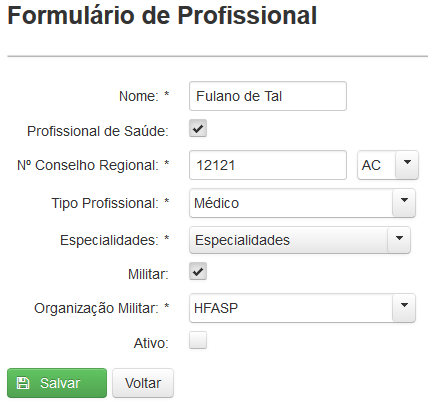 Formulário de Profissional
Nome: * Fulano de Tal
Profissional de Saúde:
Nº Conselho Regional: * 12121 AC
Tipo Profissional: * Médico
Especialidades: * Especialidades
Militar:
Organização Militar: * HFASP
Ativo:
Salvar Voltar